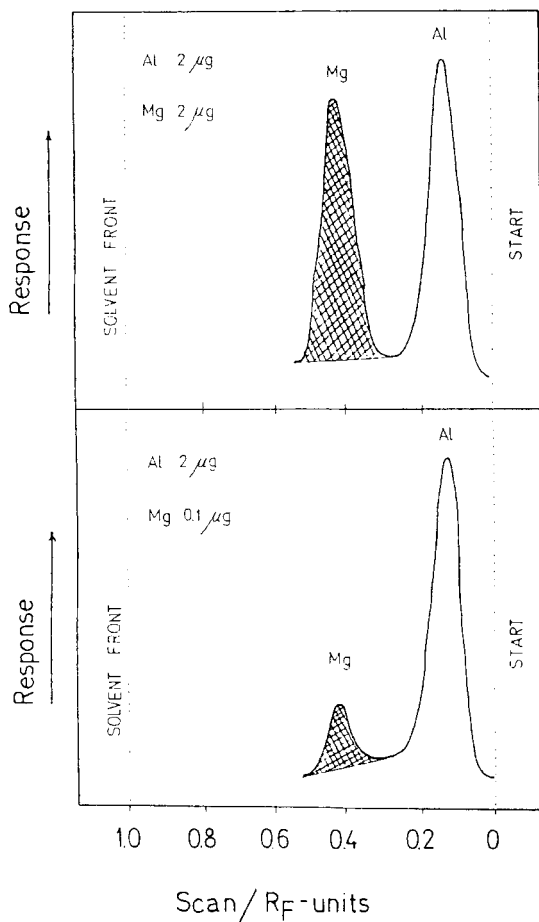 Al 2 µg
Mg 2 µg
Mg
Al
SOLVENT FRONT
START
Response
Al 2 µg
Mg 0.1 µg
Mg
Al
SOLVENT FRONT
START
Response
1.0 0.8 0.6 0.4 0.2 0
Scan/RF-units